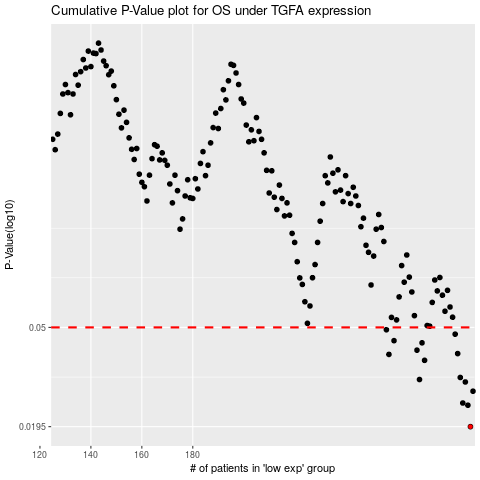 Cumulative P-Value plot for OS under TGFA expression
P-Value(log10)
0.05
0.0195
120 140 160 180
# of patients in 'low exp' group